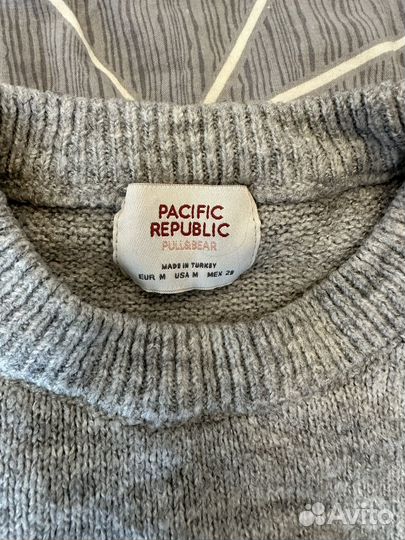 PACIFIC
REPUBLIC
PULL&BEAR
MADE IN TURKEY
EUR M USA M MEX 28
Avito